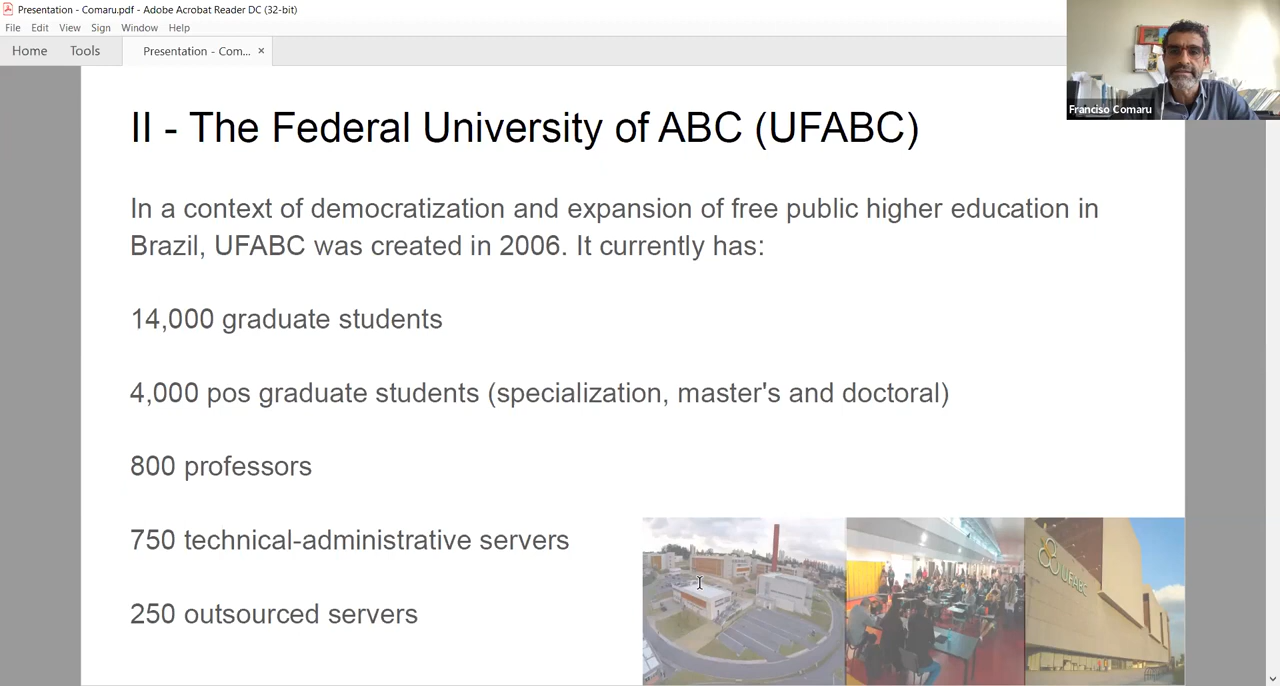 Presentation - Comaru.pdf - Adobe Acrobat Reader DC (32-bit)
File Edit View Sign Window Help
Home Tools Presentation - Com... ×
Franciso Comaru
II - The Federal University of ABC (UFABC)
In a context of democratization and expansion of free public higher education in
Brazil, UFABC was created in 2006. It currently has:
14,000 graduate students
4,000 pos graduate students (specialization, master's and doctoral)
800 professors
750 technical-administrative servers
250 outsourced servers
UFABC